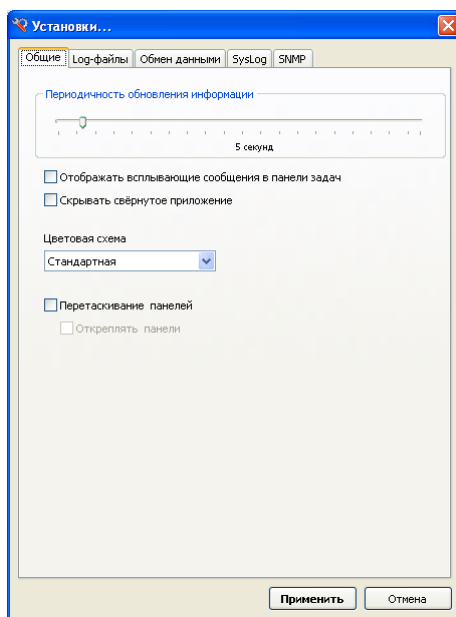 Установки...
Общие Log-файлы Обмен данными SysLog SNMP
Периодичность обновления информации
5 секунд
Отображать всплывающие сообщения в панели задач
Скрывать свёрнутое приложение
Цветовая схема
Стандартная
Перетаскивание панелей
Откреплять панели
Применить Отмена